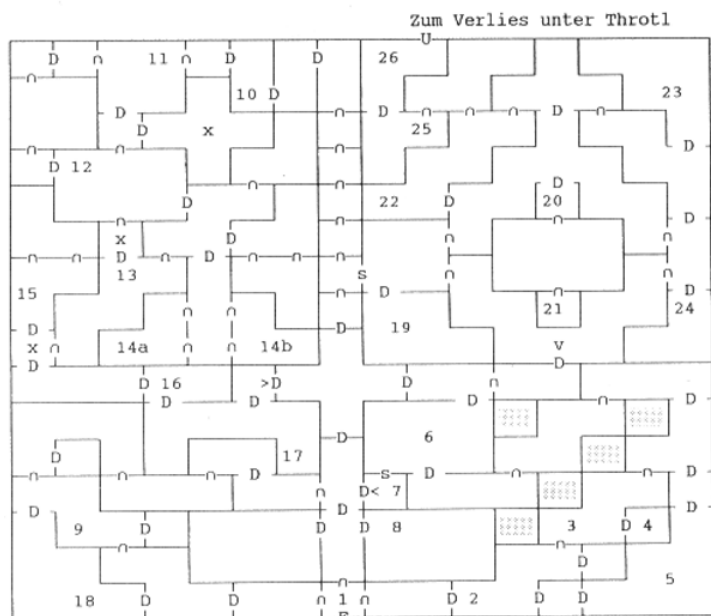 Zum Verlies unter Throtl
U
D ∩ 11 ∩ D D 26
∩
10 D 23
D ∩ D ∩ ∩ ∩ D ∩
D x 25
∩ ∩ ∩ D
D 12
∩ D
D 22 D 20
∩ ∩ ∩ D
x D ∩ ∩
∩ ∩ D D ∩ ∩ ∩
13 S ∩ ∩
15 ∩ D ∩ D
∩ ∩ 21 24
D D 19
x ∩ 14a ∩ ∩ 14b V
D D
D 16 >D D ∩
D D D ∩ D
D 6
D 17
∩ ∩ ∩ D S D ∩ D
∩ D< 7
D D D
9 D D D 8 3 D 4
∩ ∩
D
∩ 5
18 D D ∩ 1 ∩ D 2 D D